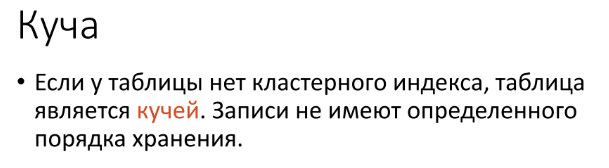 Куча
• Если у таблицы нет кластерного индекса, таблица
является кучей. Записи не имеют определенного
порядка хранения.